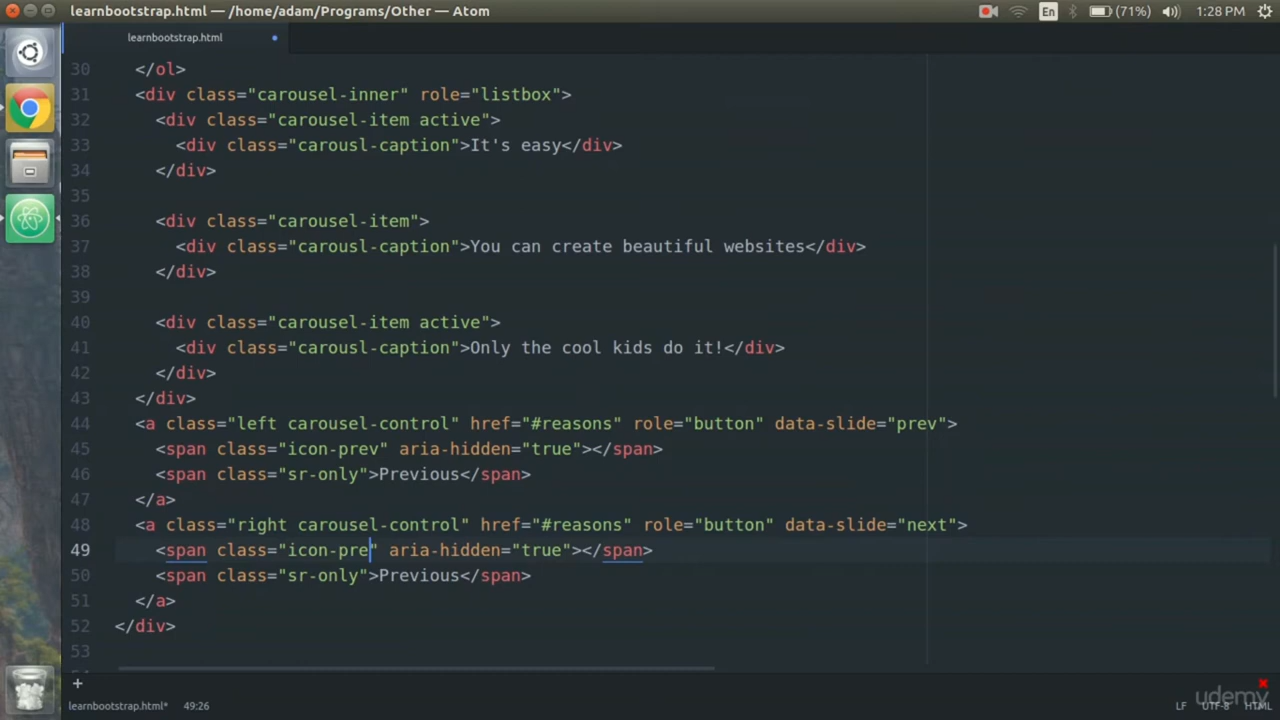 learnbootstrap.html — /home/adam/Programs/Other — Atom
En (71%) 1:28 PM
learnbootstrap.html
30 </ol>
31 <div class="carousel-inner" role="listbox">
32 <div class="carousel-item active">
33 <div class="carousl-caption">It's easy</div>
34 </div>
35
36 <div class="carousel-item">
37 <div class="carousl-caption">You can create beautiful websites</div>
38 </div>
39
40 <div class="carousel-item active">
41 <div class="carousl-caption">Only the cool kids do it!</div>
42 </div>
43 </div>
44 <a class="left carousel-control" href="#reasons" role="button" data-slide="prev">
45 <span class="icon-prev" aria-hidden="true"></span>
46 <span class="sr-only">Previous</span>
47 </a>
48 <a class="right carousel-control" href="#reasons" role="button" data-slide="next">
49 <span class="icon-pre" aria-hidden="true"></span>
50 <span class="sr-only">Previous</span>
51 </a>
52 </div>
53
+
udemy
learnbootstrap.html* 49:26 LF UTF-8 HTML